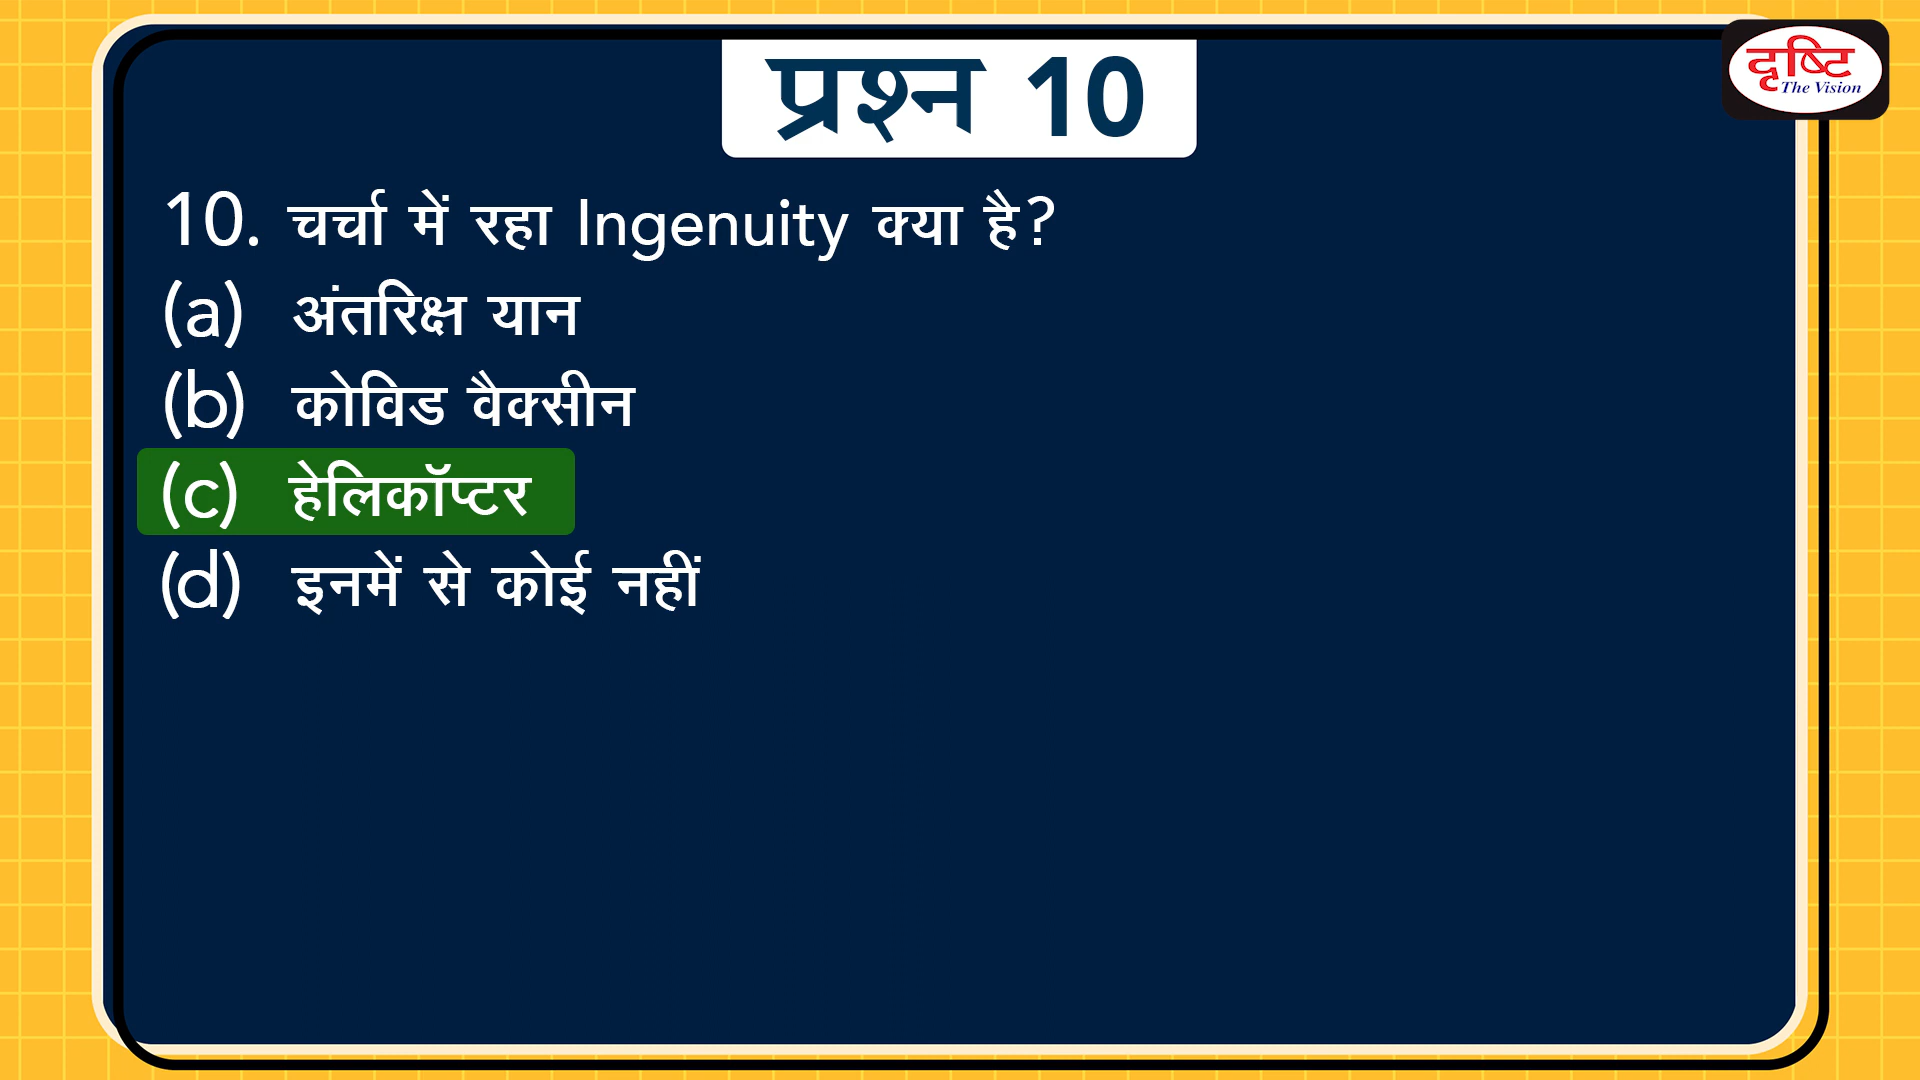 प्रश्न 10
दृष्टि
The Vision
10. चर्चा में रहा Ingenuity क्या है?
(a) अंतरिक्ष यान
(b) कोविड वैक्सीन
(c) हेलिकॉप्टर
(d) इनमें से कोई नहीं